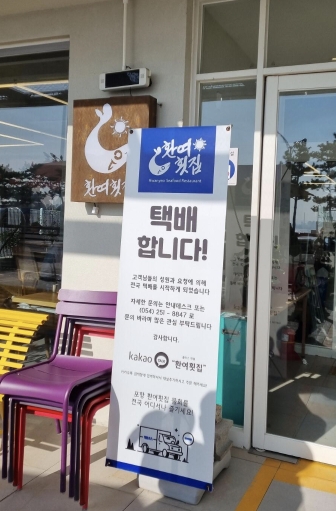 환여횟집
환여
횟집
Hwanyeo Seafood Restaurant
택배
합니다!
고객님들의 성원과 요청에 의해
전국 택배를 시작하게 되었습니다
자세한 문의는 안내데스크 또는
(054) 251 - 8847 로
문의 바라며 많은 관심 부탁드립니다
감사합니다.
kakao
"환여횟집"
포항 환여횟집 물회를
전국 어디서나 즐기세요!